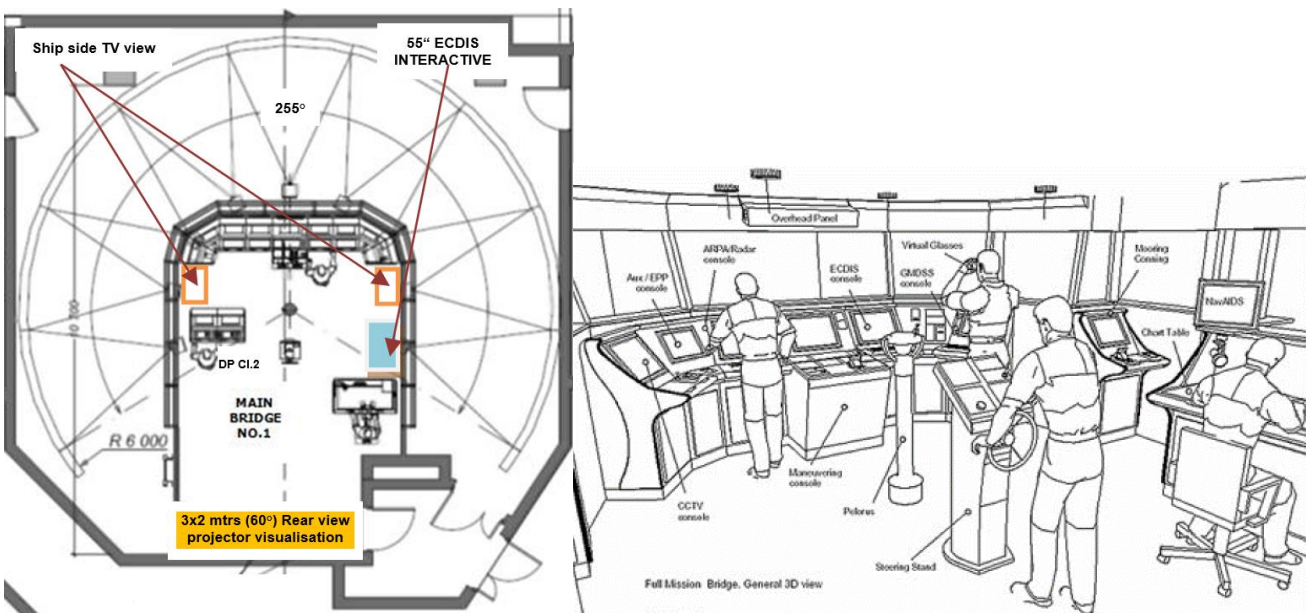 Ship side TV view
55“ ECDIS
INTERACTIVE
255°
DP Cl.2
MAIN
BRIDGE
NO.1
R 6 000
3x2 mtrs (60°) Rear view
projector visualisation
Overhead Panel
Virtual Glasses
ARPA/Radar
console
Mooring
Conning
Aux / EPP
console
ECDIS
console
GMDSS
console
NavAIDS
Chart Table
Maneuvering
console
CCTV
console
Pelorus
Steering Stand
Full Mission Bridge, General 3D view